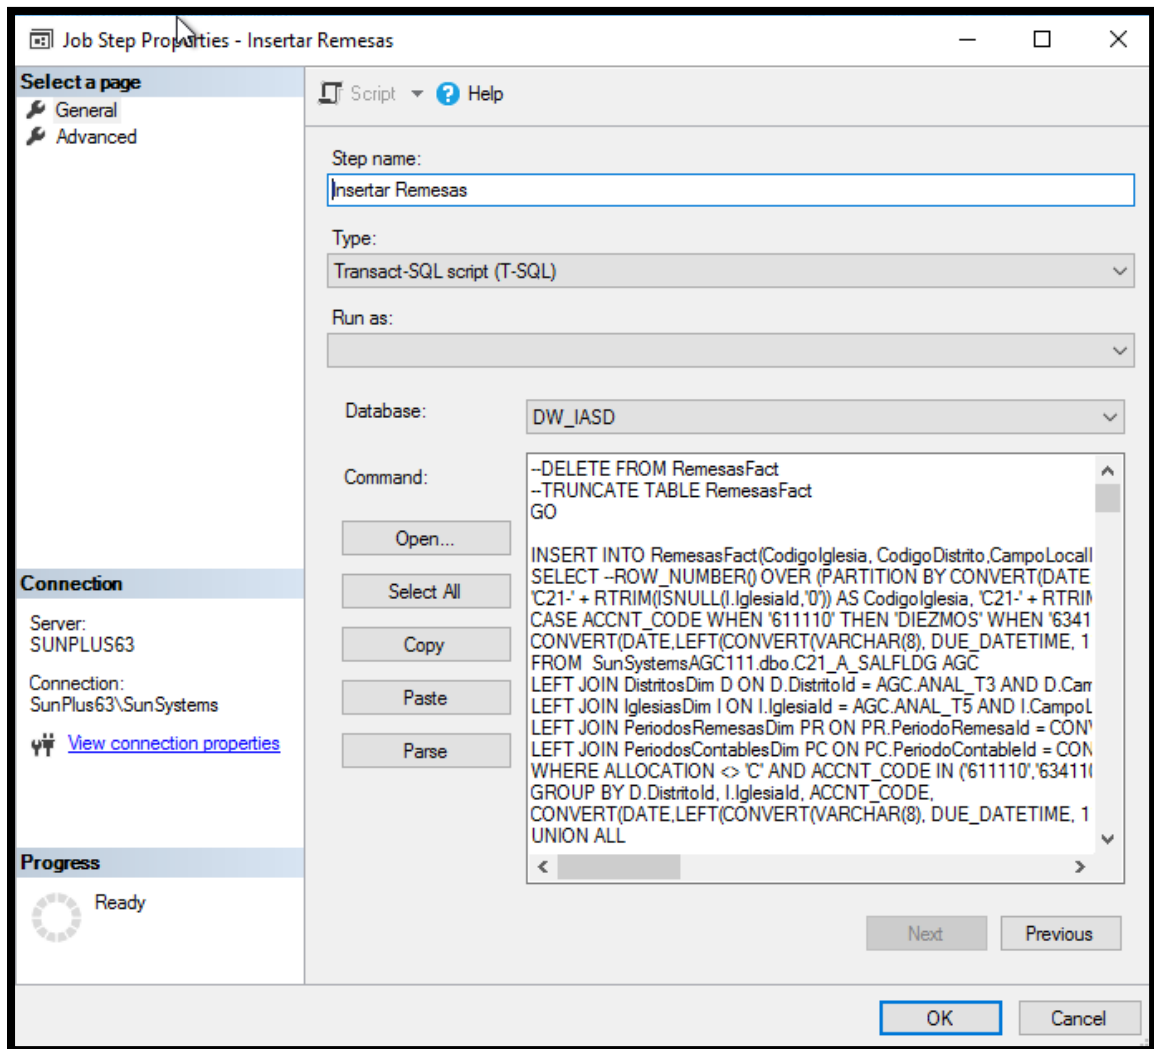 Job Step Properties - Insertar Remesas
Select a page
General
Advanced
Script
Help
Step name:
Insertar Remesas
Type:
Transact-SQL script (T-SQL)
Run as:
Database:
DW_IASD
Command:
Open...
Select All
Copy
Paste
Parse
--DELETE FROM RemesasFact
--TRUNCATE TABLE RemesasFact
GO
INSERT INTO RemesasFact(CodigoIglesia, CodigoDistrito,CampoLocalI
SELECT --ROW_NUMBER() OVER (PARTITION BY CONVERT(DATE
'C21-' + RTRIM(ISNULL(I.IglesiaId,'0')) AS CodigoIglesia, 'C21-' + RTRIM
CASE ACCNT_CODE WHEN '611110' THEN 'DIEZMOS' WHEN '6341
CONVERT(DATE,LEFT(CONVERT(VARCHAR(8), DUE_DATETIME, 1
FROM SunSystemsAGC111.dbo.C21_A_SALFLDG AGC
LEFT JOIN DistritosDim D ON D.DistritoId = AGC.ANAL_T3 AND D.Cam
LEFT JOIN IglesiasDim I ON I.IglesiaId = AGC.ANAL_T5 AND I.CampoL
LEFT JOIN PeriodosRemesasDim PR ON PR.PeriodoRemesaId = CONV
LEFT JOIN PeriodosContablesDim PC ON PC.PeriodoContableId = CON
WHERE ALLOCATION <> 'C' AND ACCNT_CODE IN ('611110','634110
GROUP BY D.DistritoId, I.IglesiaId, ACCNT_CODE,
CONVERT(DATE,LEFT(CONVERT(VARCHAR(8), DUE_DATETIME, 1
UNION ALL
Connection
Server:
SUNPLUS63
Connection:
SunPlus63\SunSystems
View connection properties
Progress
Ready
Next
Previous
OK
Cancel